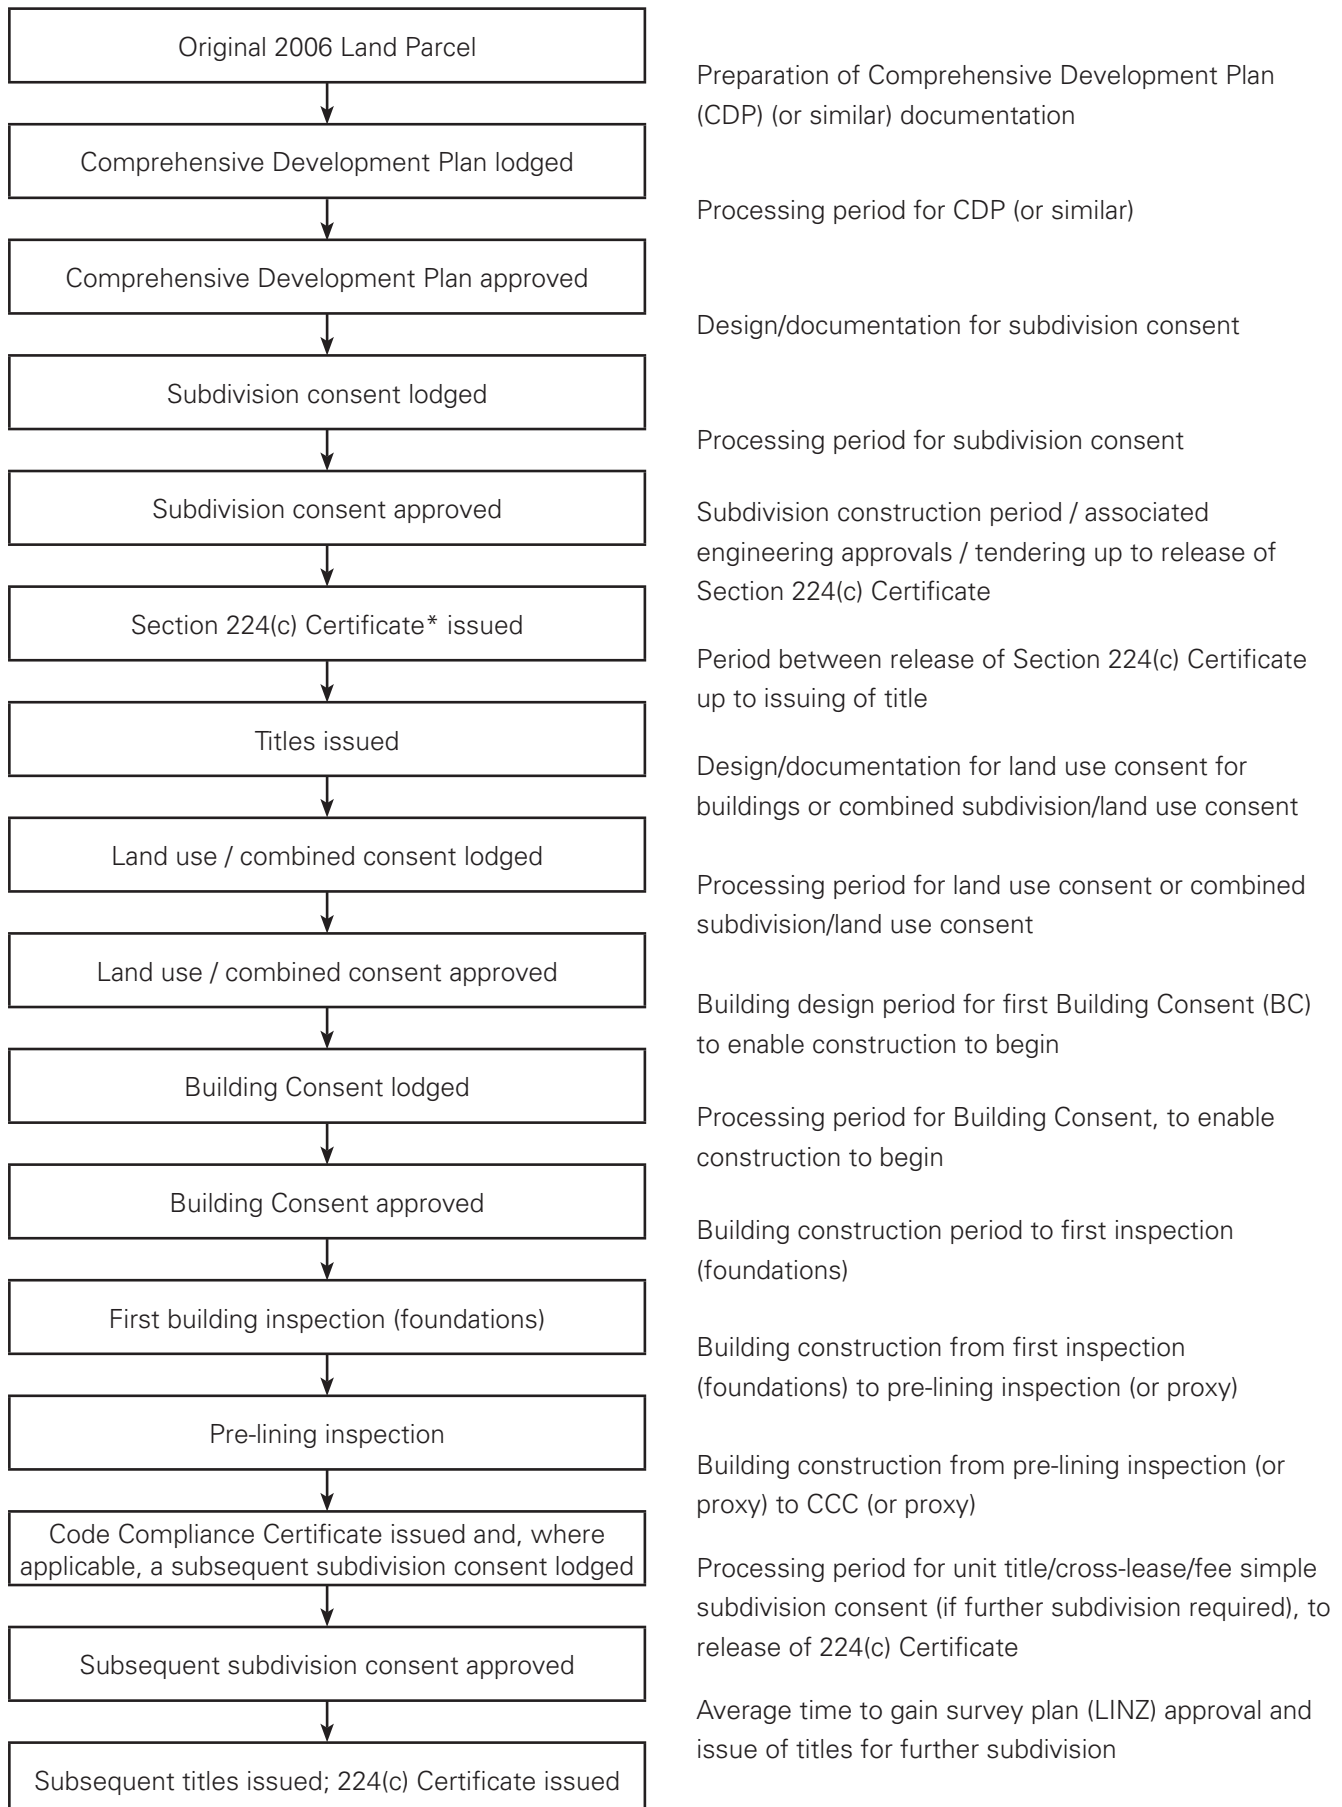 Original 2006 Land Parcel
Preparation of Comprehensive Development Plan
(CDP) (or similar) documentation
Comprehensive Development Plan lodged
Processing period for CDP (or similar)
Comprehensive Development Plan approved
Design/documentation for subdivision consent
Subdivision consent lodged
Processing period for subdivision consent
Subdivision consent approved
Subdivision construction period / associated
engineering approvals / tendering up to release of
Section 224(c) Certificate
Section 224(c) Certificate* issued
Period between release of Section 224(c) Certificate
up to issuing of title
Titles issued
Design/documentation for land use consent for
buildings or combined subdivision/land use consent
Land use / combined consent lodged
Processing period for land use consent or combined
subdivision/land use consent
Land use / combined consent approved
Building design period for first Building Consent (BC)
to enable construction to begin
Building Consent lodged
Processing period for Building Consent, to enable
construction to begin
Building Consent approved
Building construction period to first inspection
(foundations)
First building inspection (foundations)
Building construction from first inspection
(foundations) to pre-lining inspection (or proxy)
Pre-lining inspection
Building construction from pre-lining inspection (or
proxy) to CCC (or proxy)
Code Compliance Certificate issued and, where
applicable, a subsequent subdivision consent lodged
Processing period for unit title/cross-lease/fee simple
subdivision consent (if further subdivision required), to
release of 224(c) Certificate
Subsequent subdivision consent approved
Average time to gain survey plan (LINZ) approval and
issue of titles for further subdivision
Subsequent titles issued; 224(c) Certificate issued